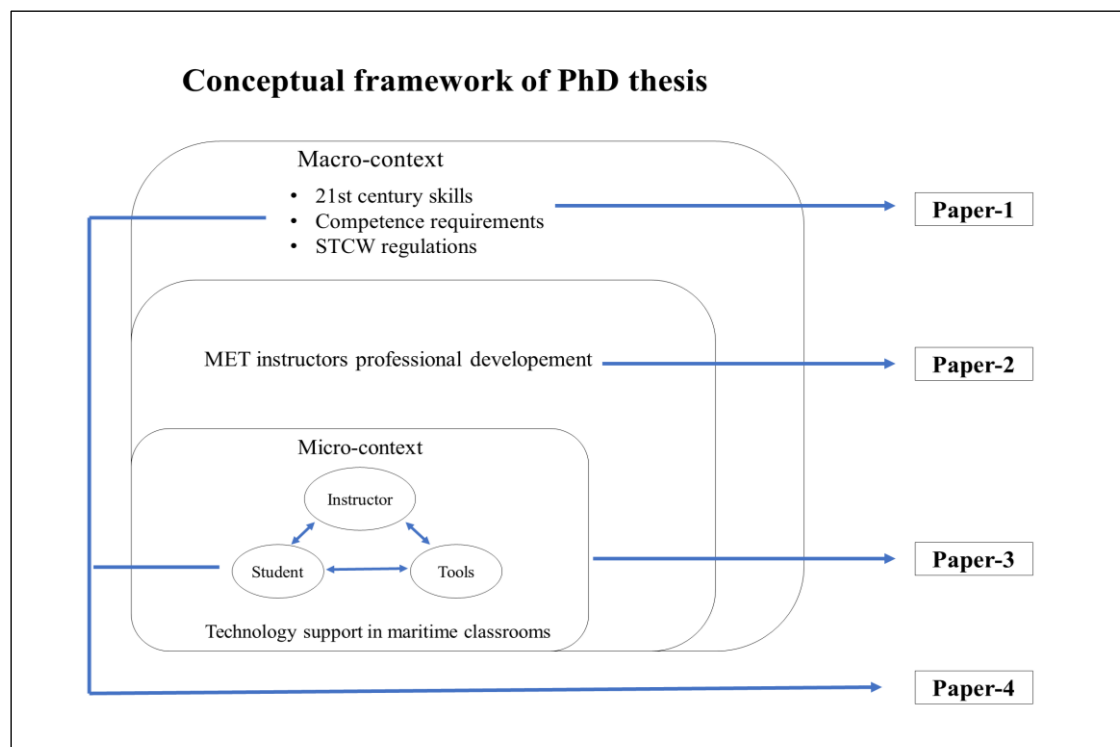 Conceptual framework of PhD thesis
Macro-context
• 21st century skills
• Competence requirements
• STCW regulations
Paper-1
MET instructors professional developement
Paper-2
Micro-context
Instructor
Student
Tools
Paper-3
Technology support in maritime classrooms
Paper-4